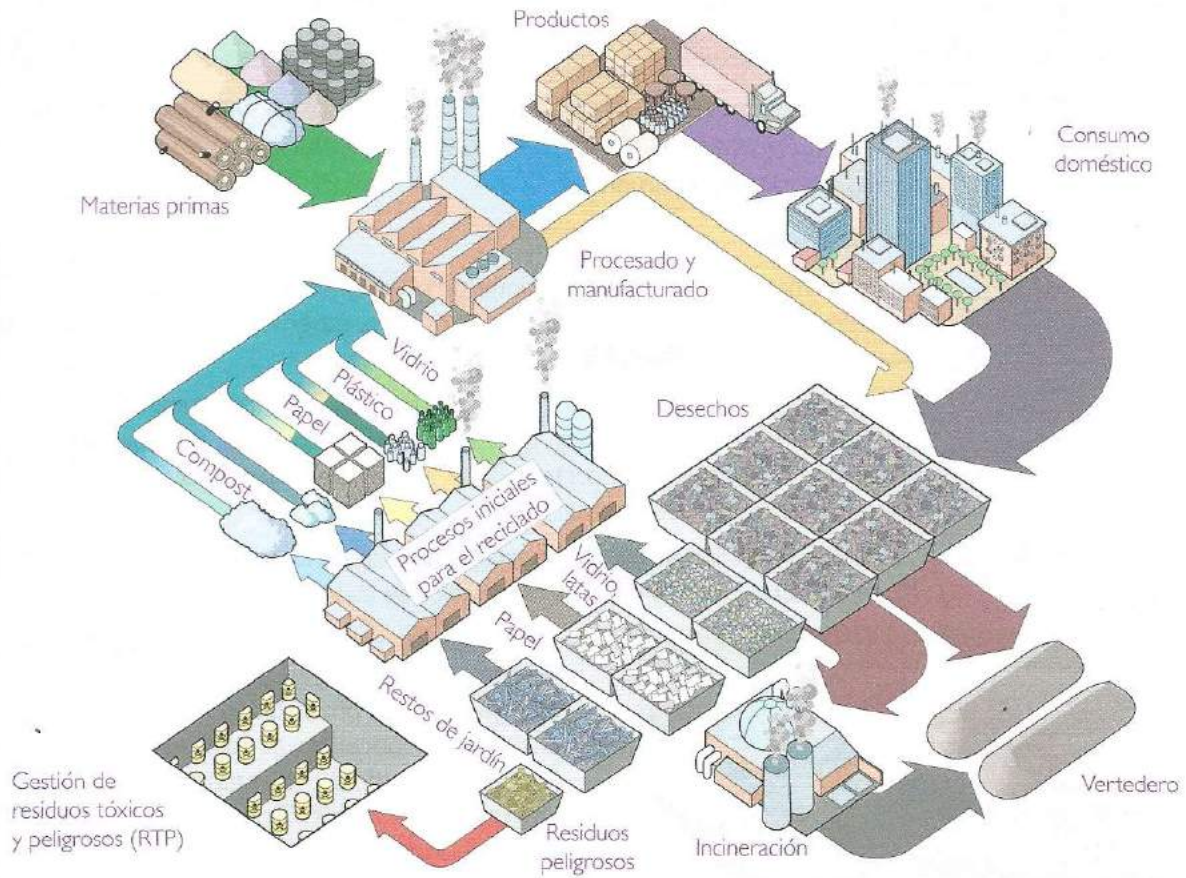 Productos
Consumo
doméstico
Materias primas
Procesado y
manufacturado
Vidrio
Plástico
Papel
Compost
Desechos
Procesos iniciales
para el reciclado
Vidrio,
latas
Papel
Restos de jardín
Gestión de
residuos tóxicos
y peligrosos (RTP)
Residuos
peligrosos
Incineración
Vertedero